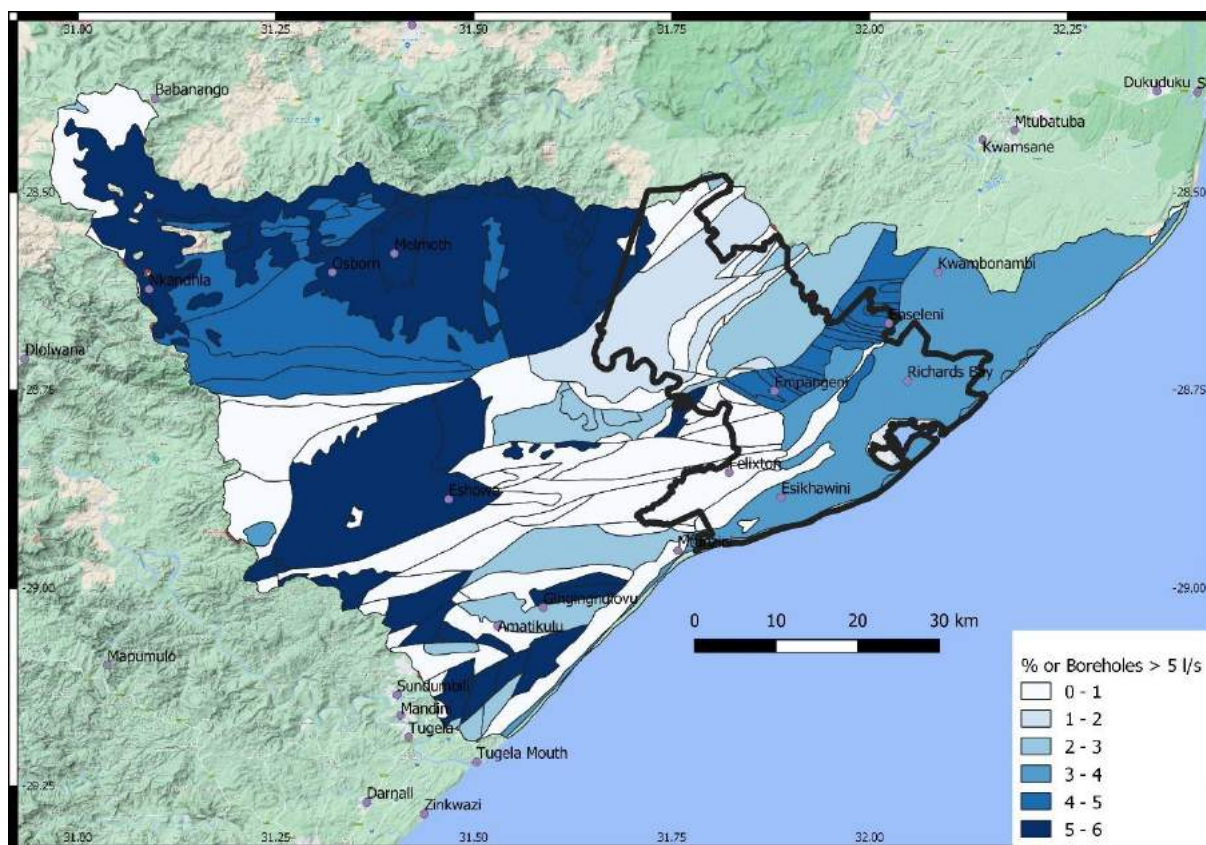 31.00 31.25 31.50 31.75 32.00 32.25
Babanango
Dukuduku S
Mtubatuba
Kwamsane
-28.50 -28.50
Melmoth
Osborn
Kwambonambi
Nkandhla
Enseleni
Dlolwana
Richards Bay
-28.75 -28.75
Empangeni
Felixton
Eshowe
Esikhawini
-29.00 -29.00
Gingingndlovu
Amatikulu
0 10 20 30 km
Mapumulo
Sundumbili
Mandini
Tugela
Tugela Mouth
-29.25
Darnall
Zinkwazi
31.00 31.25 31.50 31.75 32.00
% or Boreholes > 5 l/s
0 - 1
1 - 2
2 - 3
3 - 4
4 - 5
5 - 6